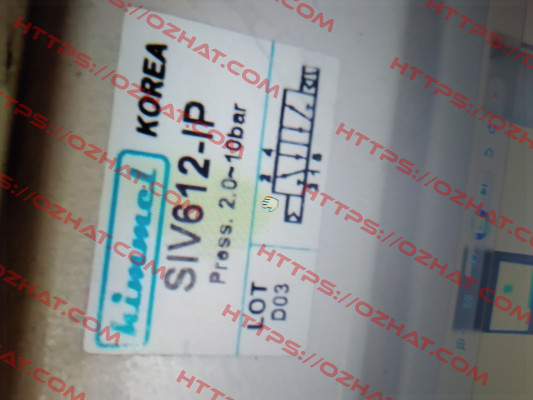 himmel KOREA
SIV612-IP
Press. 2.0~10bar
2 4
3 1 5
LOT
D03
HTTPS://OZHAT.COM